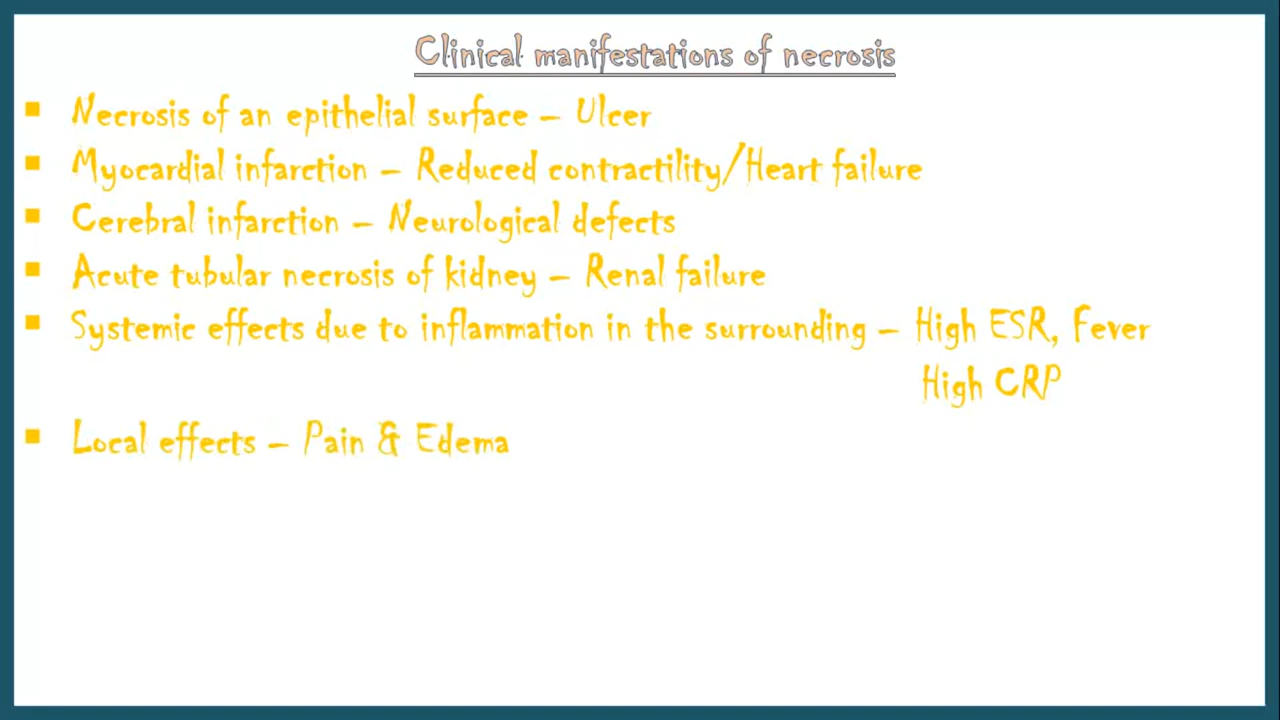 Clinical manifestations of necrosis
▪ Necrosis of an epithelial surface – Ulcer
▪ Myocardial infarction – Reduced contractility/Heart failure
▪ Cerebral infarction – Neurological defects
▪ Acute tubular necrosis of kidney – Renal failure
▪ Systemic effects due to inflammation in the surrounding – High ESR, Fever
High CRP
▪ Local effects – Pain & Edema